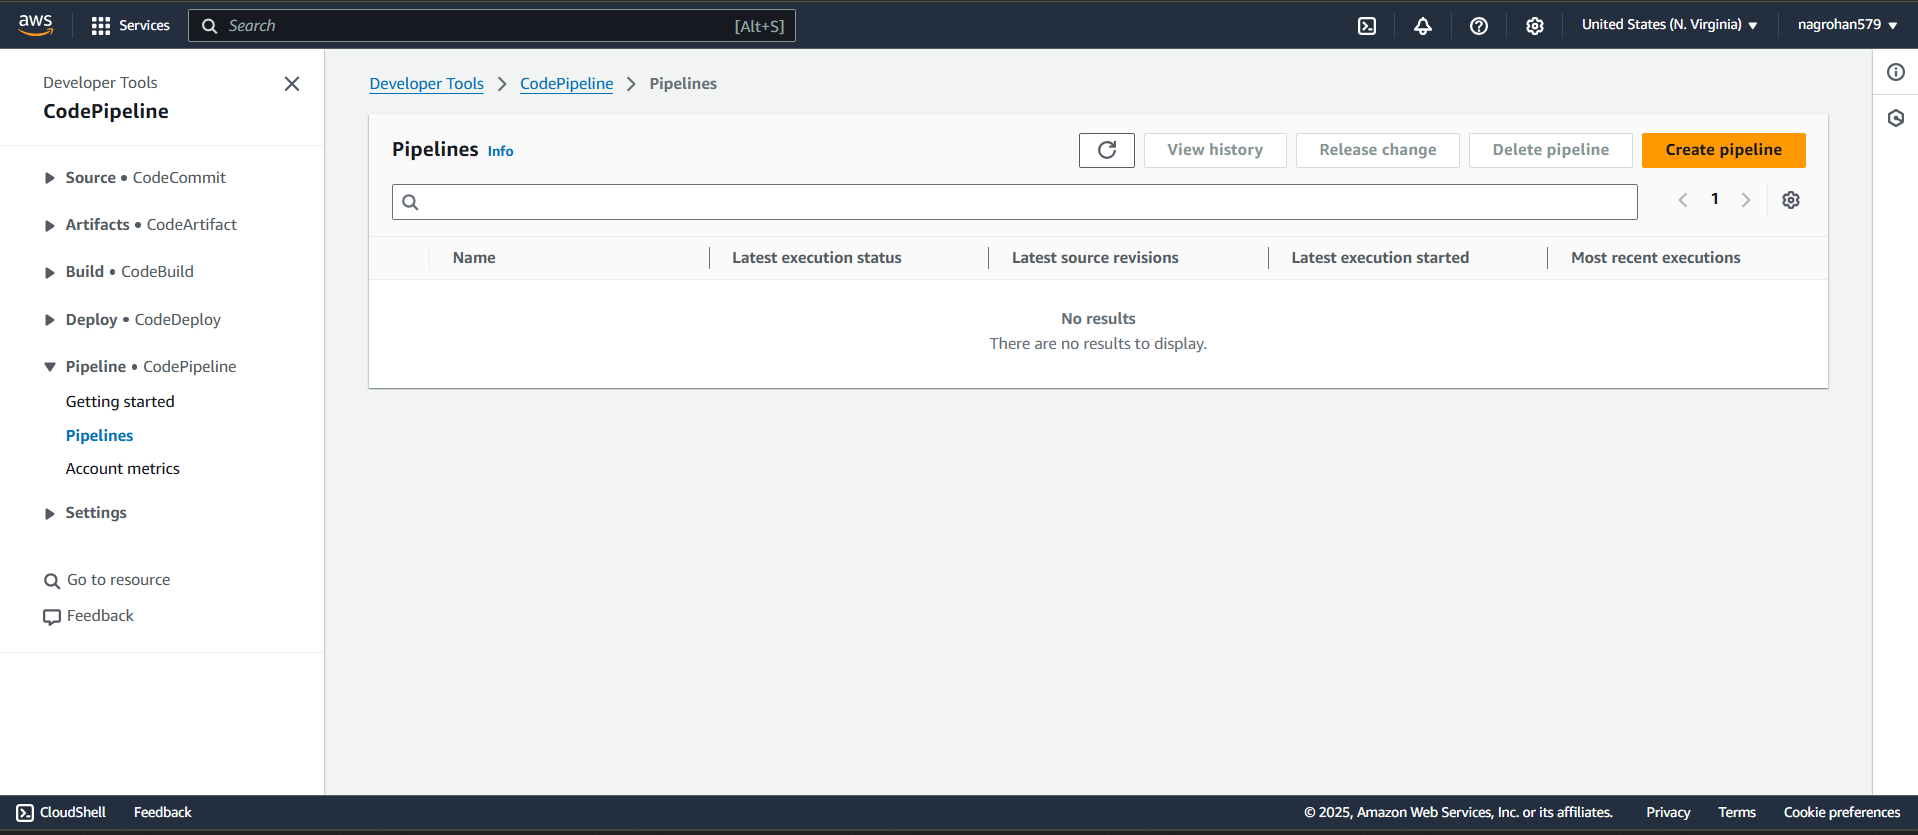 aws
Services
Search [Alt+S]
United States (N. Virginia)
nagrohan579
Developer Tools
CodePipeline
Source • CodeCommit
Artifacts • CodeArtifact
Build • CodeBuild
Deploy • CodeDeploy
Pipeline • CodePipeline
Getting started
Pipelines
Account metrics
Settings
Go to resource
Feedback
Developer Tools > CodePipeline > Pipelines
Pipelines Info
View history
Release change
Delete pipeline
Create pipeline
1
Name
Latest execution status
Latest source revisions
Latest execution started
Most recent executions
No results
There are no results to display.
CloudShell
Feedback
© 2025, Amazon Web Services, Inc. or its affiliates.
Privacy
Terms
Cookie preferences